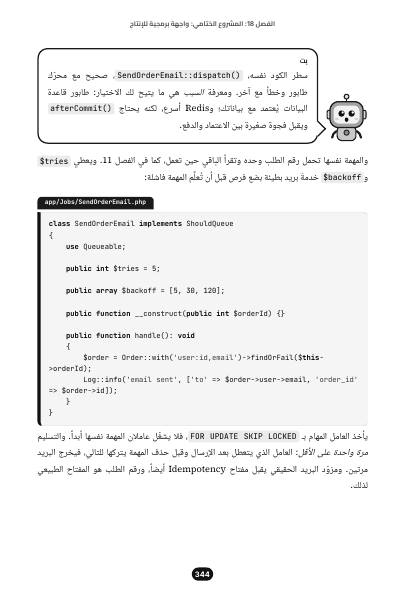 الفصل 18: المشروع الختامي: واجهة برمجية للإنتاج
بِت
سطر الكود نفسه، SendOrderEmail::dispatch()، صحيح مع محرّك
طابور وخطأ مع آخر. ومعرفة السبب هي ما يتيح لك الاختيار: طابور قاعدة
البيانات يُعتمد مع بياناتك؛ وRedis أسرع، لكنه يحتاج afterCommit()
ويقبل فجوة صغيرة بين الاعتماد والدفع.
والمهمة نفسها تحمل رقم الطلب وحده وتقرأ الباقي حين تعمل، كما في الفصل 11. ويعطي $tries
و$backoff خدمة بريد بطيئة بضع فرص قبل أن تُعلَّم المهمة فاشلة:
app/Jobs/SendOrderEmail.php
class SendOrderEmail implements ShouldQueue
{
use Queueable;
public int $tries = 5;
public array $backoff = [5, 30, 120];
public function __construct(public int $orderId) {}
public function handle(): void
{
$order = Order::with('user:id,email')->findOrFail($this-
>orderId);
Log::info('email sent', ['to' => $order->user->email, 'order_id'
=> $order->id]);
}
}
يأخذ العامل المهام بـ FOR UPDATE SKIP LOCKED، فلا يشغّل عاملان المهمة نفسها أبداً. والتسليم
مرة واحدة على الأقل: العامل الذي يتعطل بعد الإرسال وقبل حذف المهمة يتركها للتالي، فيخرج البريد
مرتين. ومزوّد البريد الحقيقي يقبل مفتاح Idempotency أيضاً، ورقم الطلب هو المفتاح الطبيعي
لذلك.
344